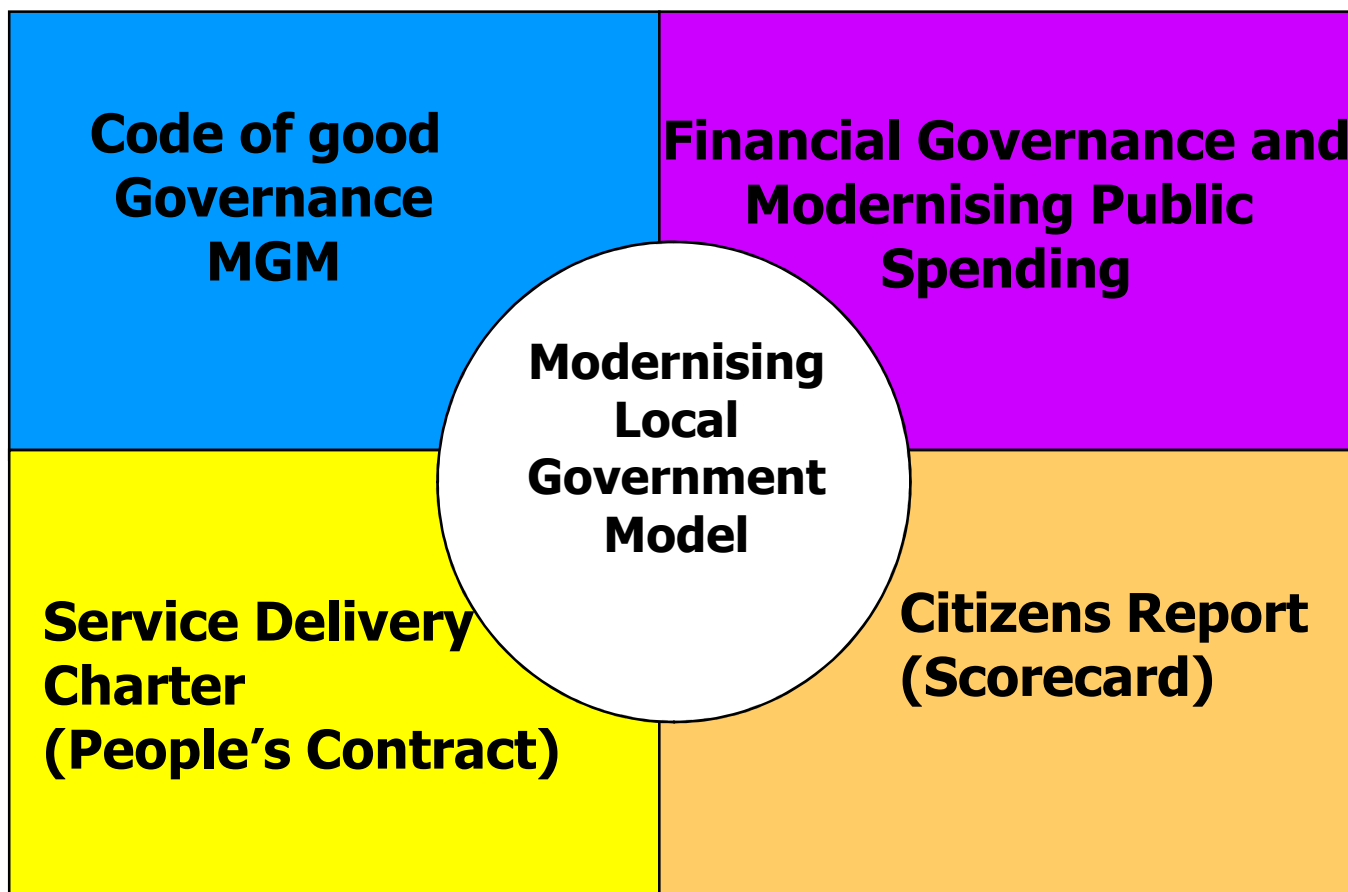 Code of good
Governance
MGM
Financial Governance and
Modernising Public
Spending
Modernising
Local
Government
Model
Service Delivery
Charter
(People’s Contract)
Citizens Report
(Scorecard)